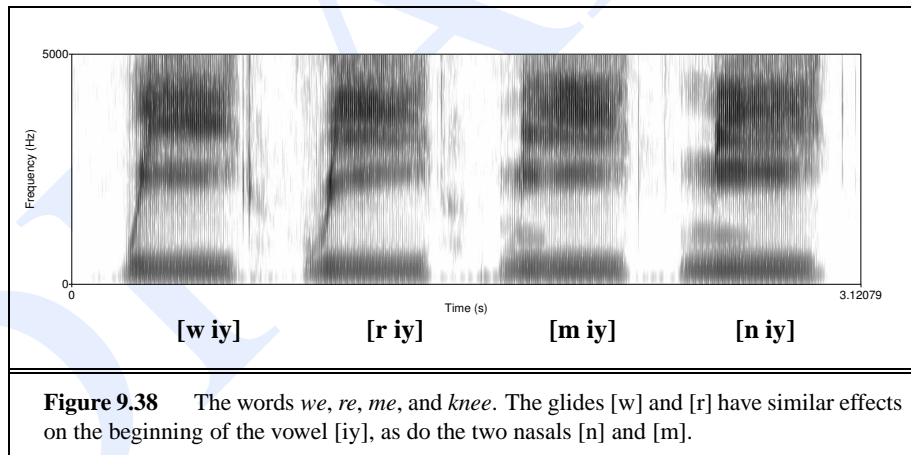 5000
Frequency (Hz)
0
0
3.12079
Time (s)
[w iy] [r iy] [m iy] [n iy]
Figure 9.38 The words we, re, me, and knee. The glides [w] and [r] have similar effects
on the beginning of the vowel [iy], as do the two nasals [n] and [m].